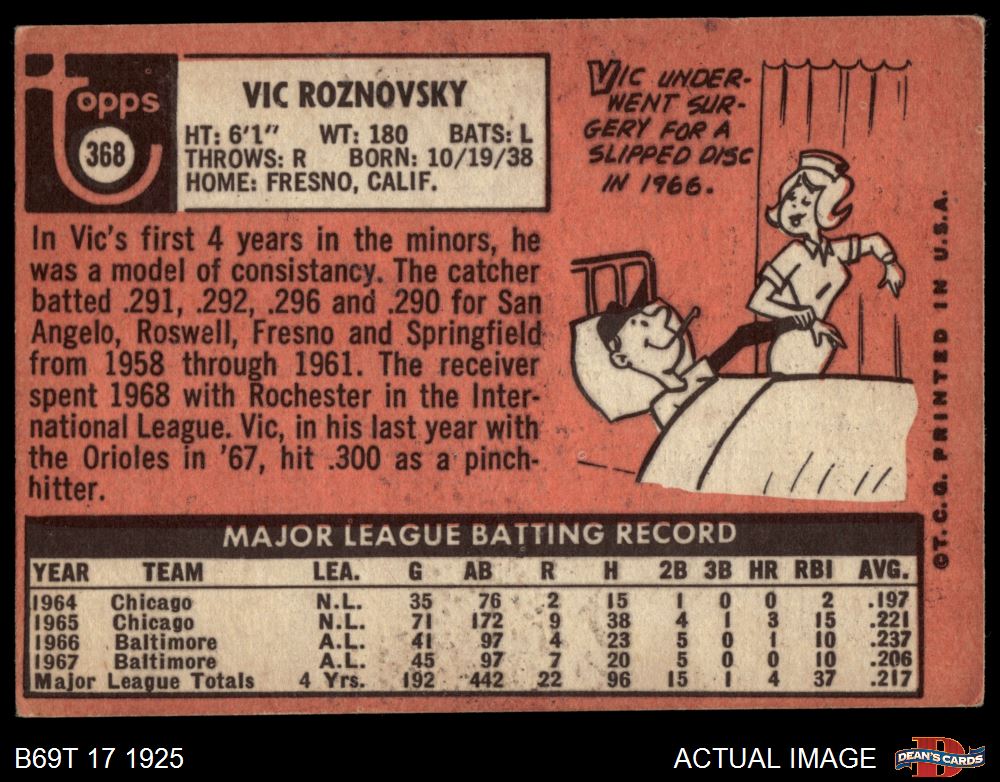 Topps
368
VIC ROZNOVSKY
HT: 6'1" WT: 180 BATS: L
THROWS: R BORN: 10/19/38
HOME: FRESNO, CALIF.
VIC UNDER-
WENT SUR-
GERY FOR A
SLIPPED DISC
IN 1966.
In Vic's first 4 years in the minors, he
was a model of consistancy. The catcher
batted .291, .292, .296 and .290 for San
Angelo, Roswell, Fresno and Springfield
from 1958 through 1961. The receiver
spent 1968 with Rochester in the Inter-
national League. Vic, in his last year with
the Orioles in '67, hit .300 as a pinch-
hitter.
MAJOR LEAGUE BATTING RECORD
YEAR TEAM LEA. G AB R H 2B 3B HR RBI AVG.
1964 Chicago N.L. 35 76 2 15 1 0 0 2 .197
1965 Chicago N.L. 71 172 9 38 4 1 3 15 .221
1966 Baltimore A.L. 41 97 4 23 5 0 1 10 .237
1967 Baltimore A.L. 45 97 7 20 5 0 0 10 .206
Major League Totals 4 Yrs. 192 442 22 96 15 1 4 37 .217
©T.C.G. PRINTED IN U.S.A.
B69T 17 1925
ACTUAL IMAGE
D
DEAN'S CARDS